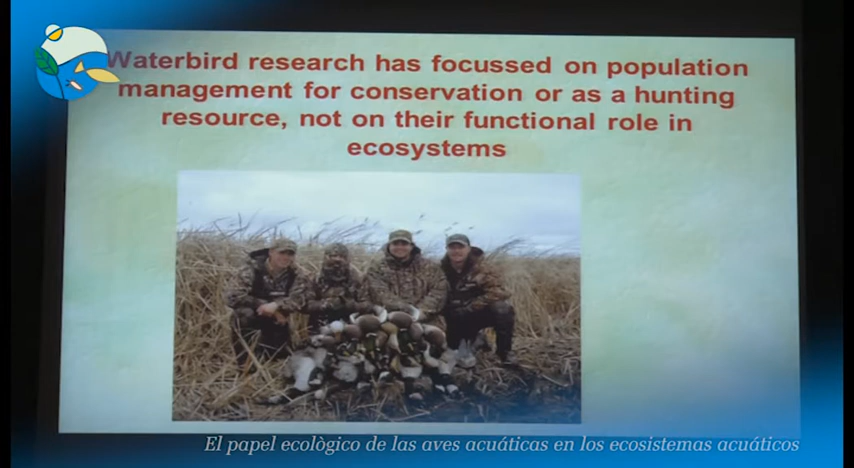 Waterbird research has focussed on population
management for conservation or as a hunting
resource, not on their functional role in
ecosystems
El papel ecològico de las aves acuáticas en los ecosistemas acuáticos